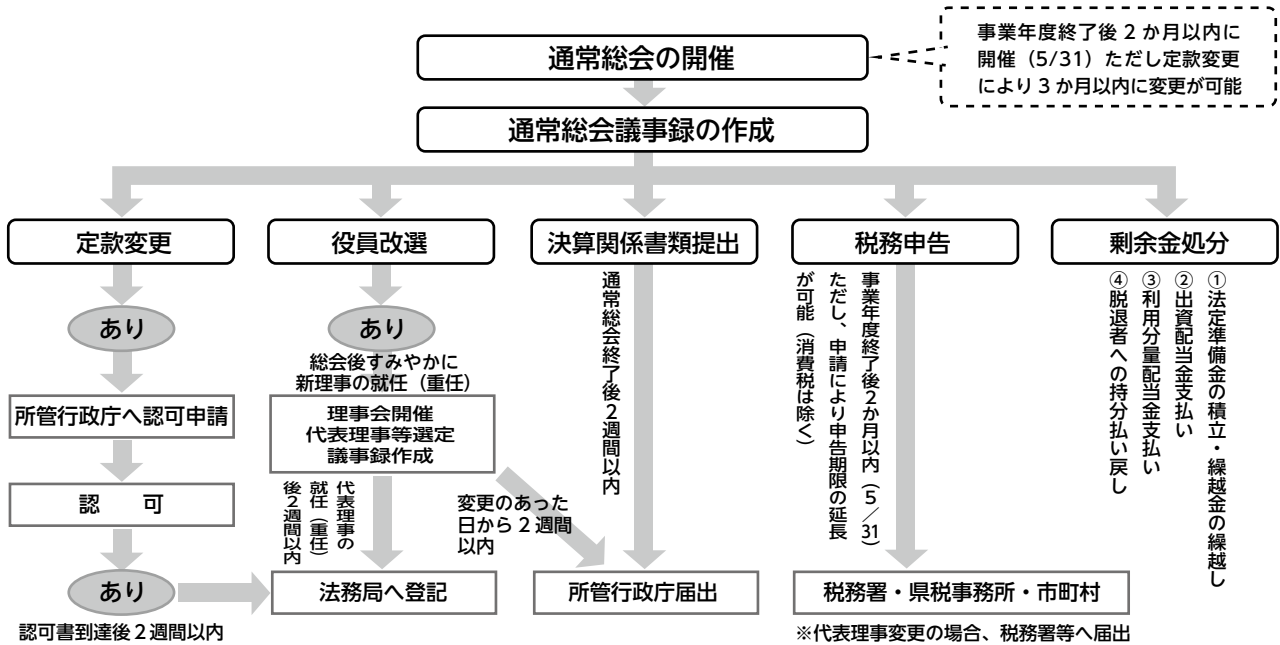 通常総会の開催
事業年度終了後２か月以内に
開催（5/31）ただし定款変更
により３か月以内に変更が可能
通常総会議事録の作成
定款変更
役員改選
決算関係書類提出
税務申告
剰余金処分
あり
所管行政庁へ認可申請
認　可
あり
認可書到達後２週間以内
あり
総会後すみやかに
新理事の就任（重任）
理事会開催
代表理事等選定
議事録作成
代表理事の
就任（重任）
後２週間以内
変更のあった
日から２週間
以内
法務局へ登記
通常総会終了後２週間以内
所管行政庁届出
事業年度終了後２か月以内（５／31）
ただし、申請により申告期限の延長
が可能（消費税は除く）
税務署・県税事務所・市町村
※代表理事変更の場合、税務署等へ届出
①法定準備金の積立・繰越金の繰越し
②出資配当金支払い
③利用分量配当金支払い
④脱退者への持分払い戻し